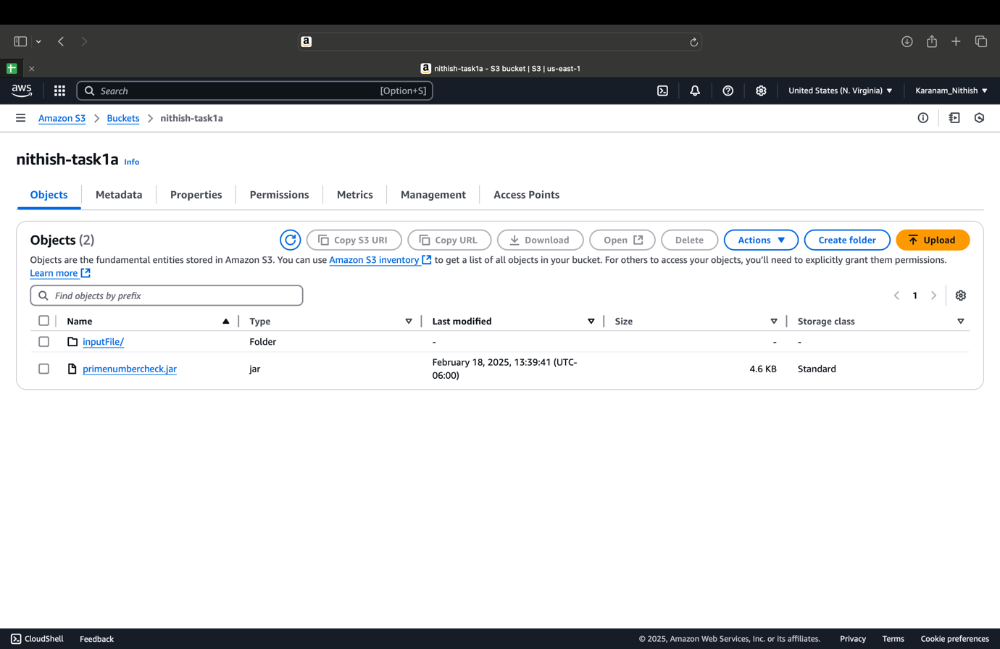 nithish-task1a - S3 bucket | S3 | us-east-1
aws
Search [Option+S]
United States (N. Virginia) Karanam_Nithish
Amazon S3 Buckets nithish-task1a
nithish-task1a Info
Objects Metadata Properties Permissions Metrics Management Access Points
Objects (2) Copy S3 URI Copy URL Download Open Delete Actions Create folder Upload
Objects are the fundamental entities stored in Amazon S3. You can use Amazon S3 inventory to get a list of all objects in your bucket. For others to access your objects, you'll need to explicitly grant them permissions.
Learn more
Find objects by prefix 1
Name Type Last modified Size Storage class
inputFile/ Folder - - -
primenumbercheck.jar jar February 18, 2025, 13:39:41 (UTC-
06:00) 4.6 KB Standard
CloudShell Feedback © 2025, Amazon Web Services, Inc. or its affiliates. Privacy Terms Cookie preferences